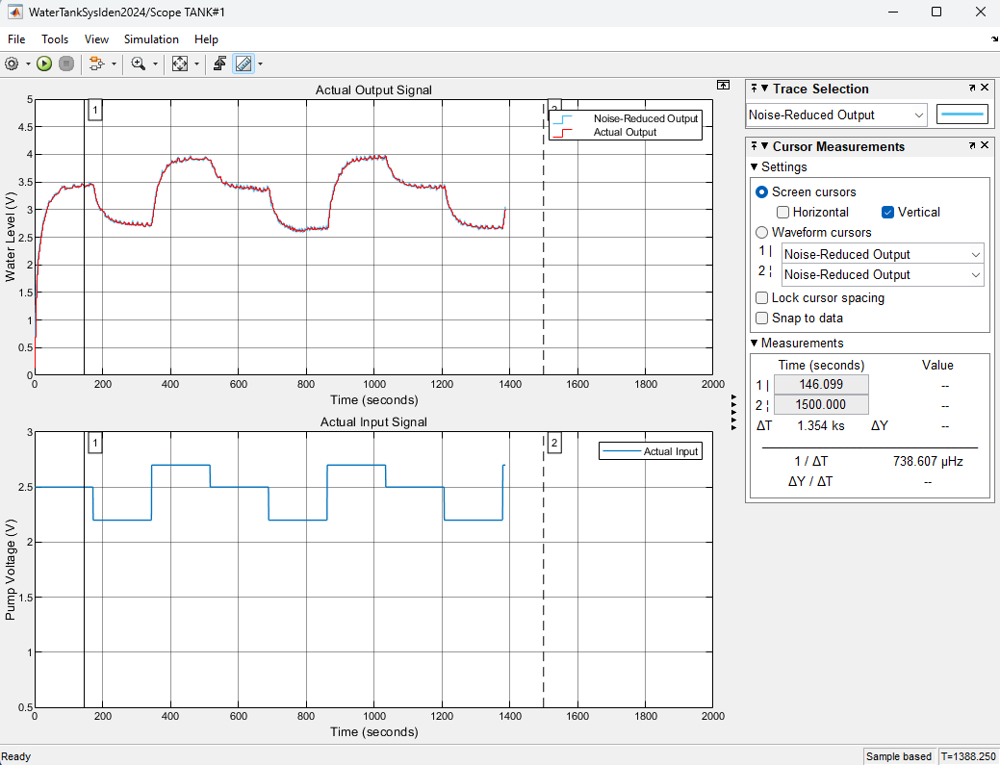 WaterTankSysIden2024/Scope TANK#1
File Tools View Simulation Help
Actual Output Signal
1
2
Noise-Reduced Output
Actual Output
5
4.5
4
3.5
3
2.5
2
1.5
1
0.5
0
Water Level (V)
0 200 400 600 800 1000 1200 1400 1600 1800 2000
Time (seconds)
Actual Input Signal
1
2
Actual Input
3
2.5
2
1.5
1
0.5
Pump Voltage (V)
0 200 400 600 800 1000 1200 1400 1600 1800 2000
Time (seconds)
Trace Selection
Noise-Reduced Output
Cursor Measurements
Settings
Screen cursors
Horizontal Vertical
Waveform cursors
1 | Noise-Reduced Output
2 ¦ Noise-Reduced Output
Lock cursor spacing
Snap to data
Measurements
Time (seconds) Value
1 | 146.099 --
2 ¦ 1500.000 --
ΔT 1.354 ks ΔY --
1 / ΔT 738.607 µHz
ΔY / ΔT --
Ready Sample based T=1388.250